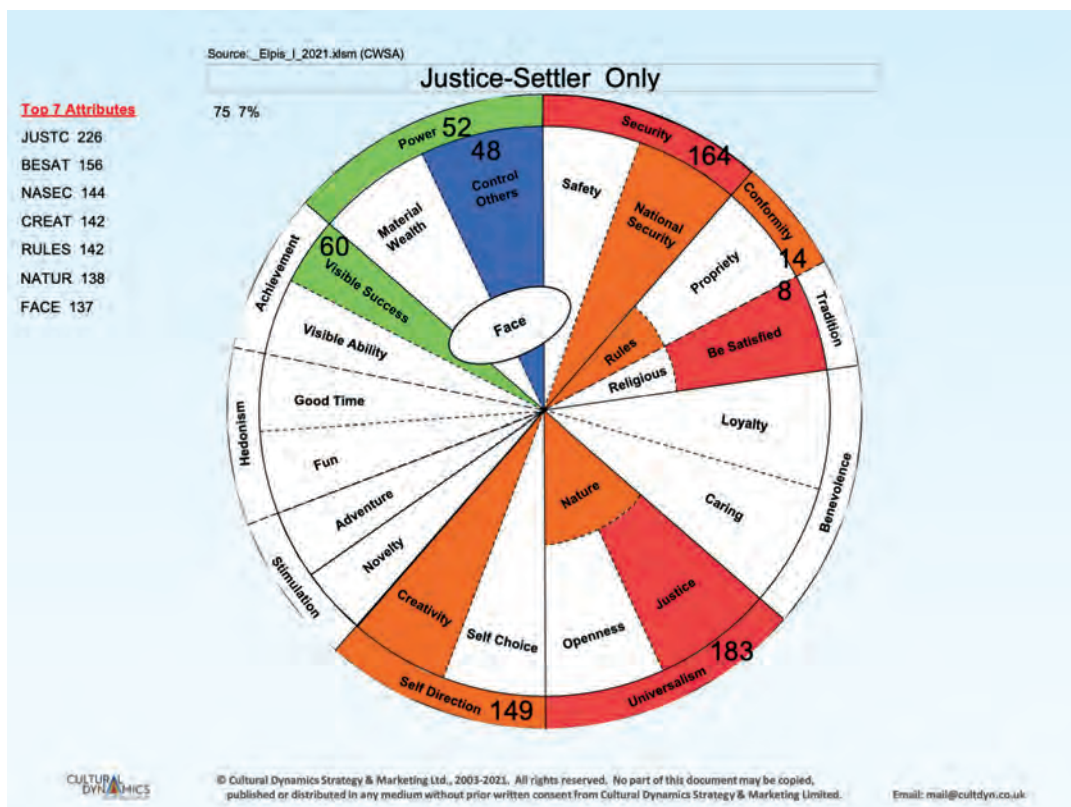 Source:_Elpis_I_2021.xlsm (CWSA)
Justice-Settler Only
Top 7 Attributes
JUSTC 226
BESAT 156
NASEC 144
CREAT 142
RULES 142
NATUR 138
FACE 137
75 7%
Power 52
48
Control
Others
Material
Wealth
Security
164
Safety
National
Security
Conformity
14
Propriety
Rules
8
Tradition
Be Satisfied
Religious
Loyalty
Caring
Benevolence
Nature
Justice
Openness
Universalism
183
Self Choice
Creativity
Self Direction 149
Novelty
Adventure
Stimulation
Fun
Good Time
Hedonism
Visible Ability
Visible Success
60
Achievement
Face
CULTURAL
DYNAMICS
© Cultural Dynamics Strategy & Marketing Ltd., 2003-2021. All rights reserved. No part of this document may be copied,
published or distributed in any medium without prior written consent from Cultural Dynamics Strategy & Marketing Limited.
Email: mail@cultdyn.co.uk